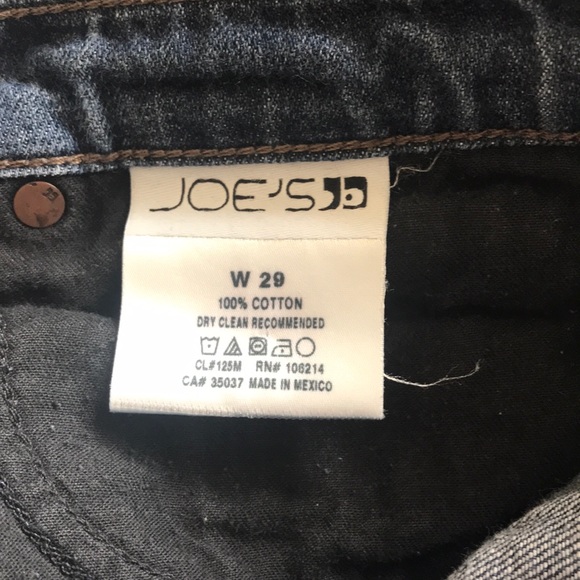 JOE'S
W 29
100% COTTON
DRY CLEAN RECOMMENDED
CL#125M RN# 106214
CA# 35037 MADE IN MEXICO